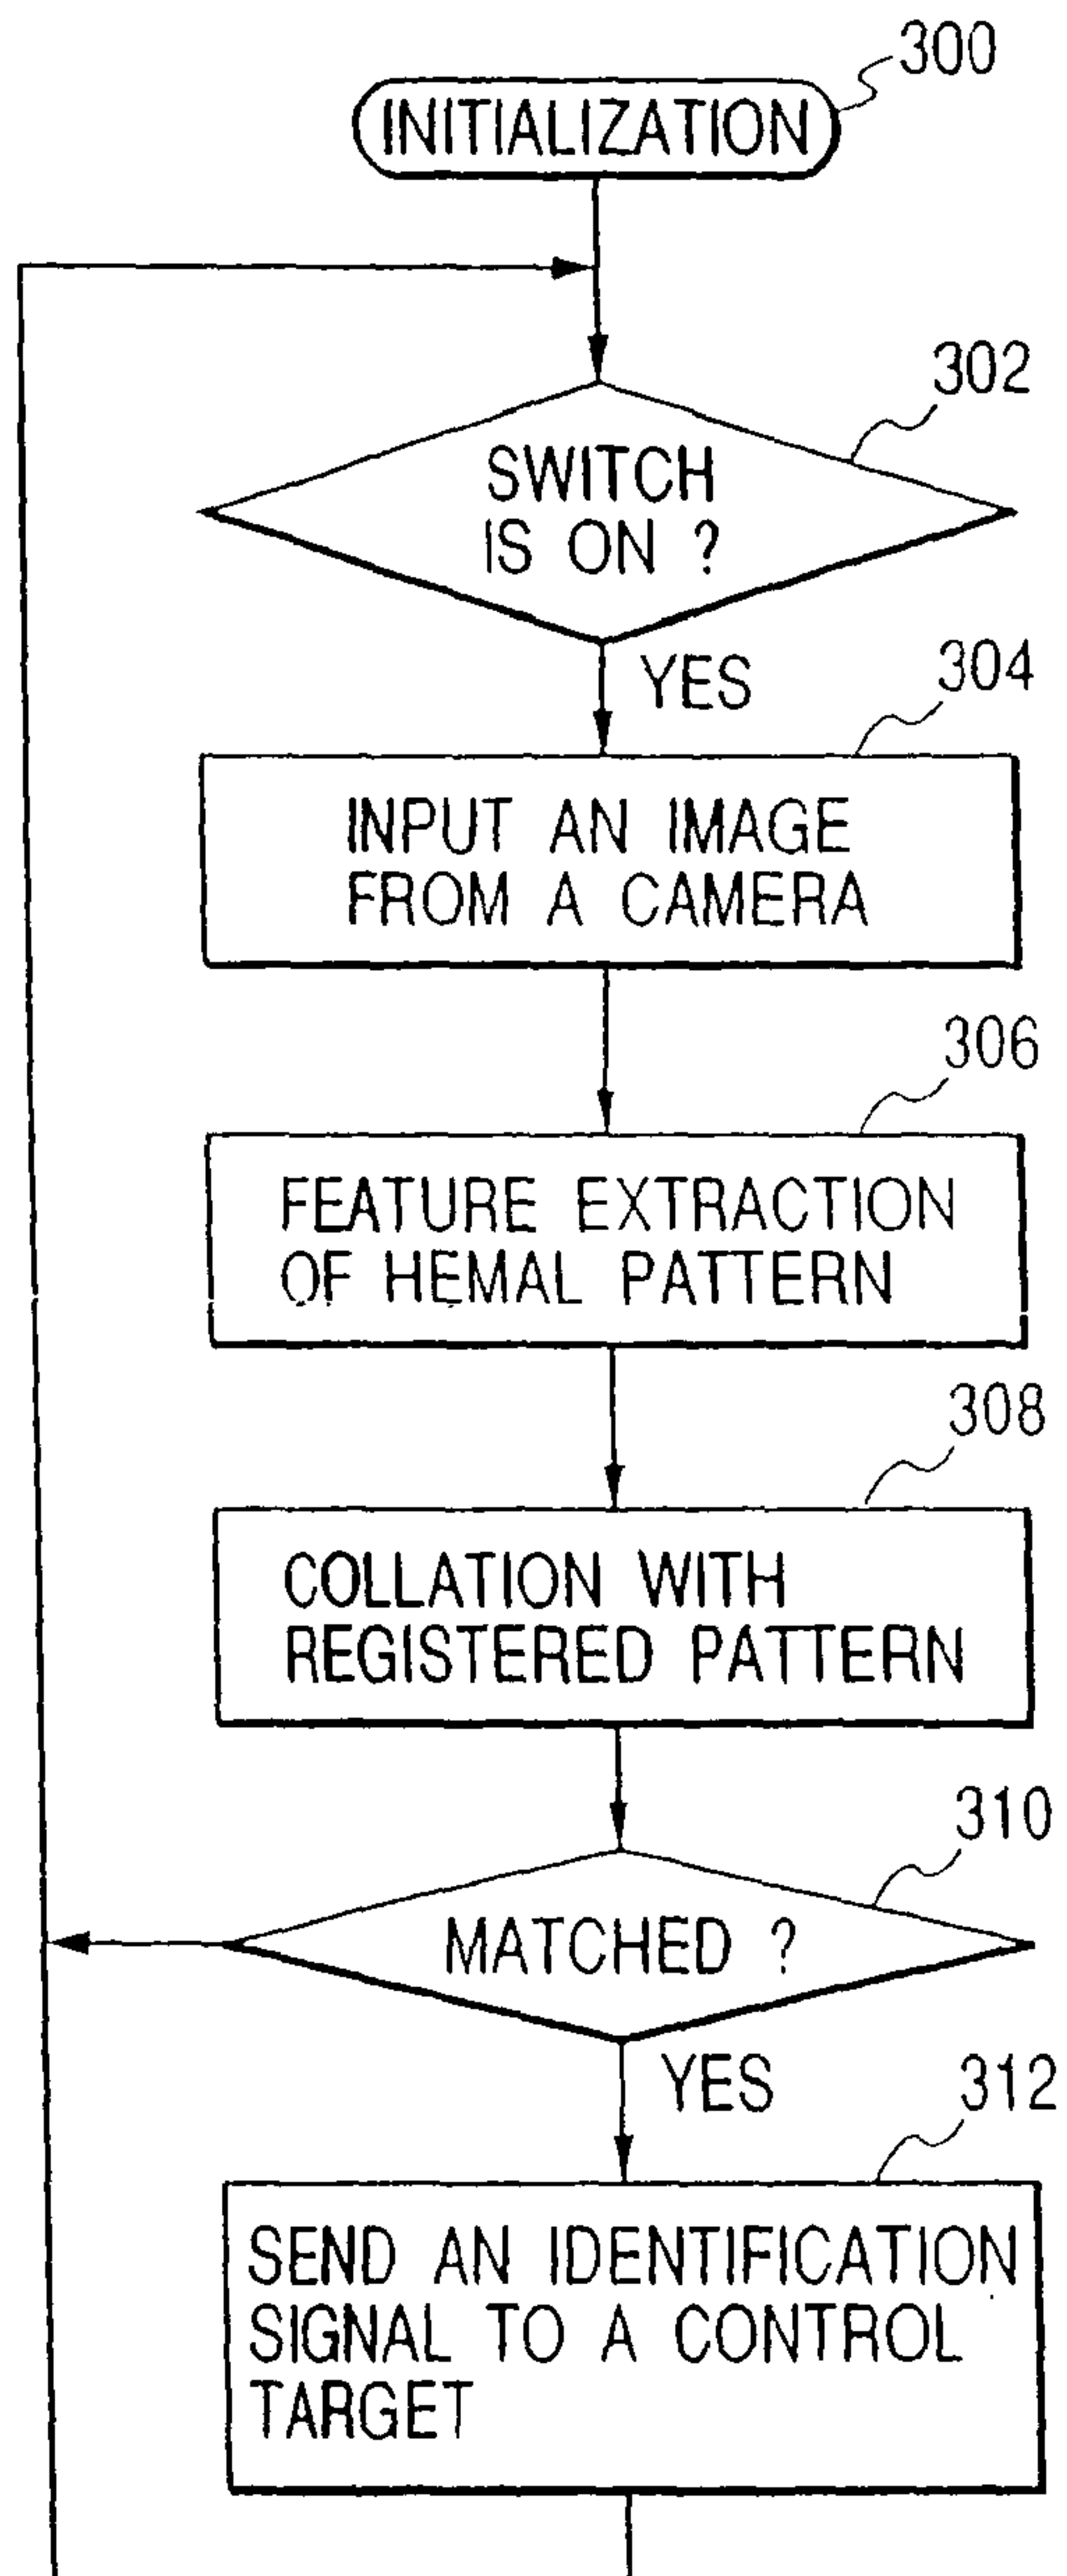 300
INITIALIZATION
302
SWITCH
IS ON ?
YES
304
INPUT AN IMAGE
FROM A CAMERA
306
FEATURE EXTRACTION
OF HEMAL PATTERN
308
COLLATION WITH
REGISTERED PATTERN
310
MATCHED ?
YES
312
SEND AN IDENTIFICATION
SIGNAL TO A CONTROL
TARGET